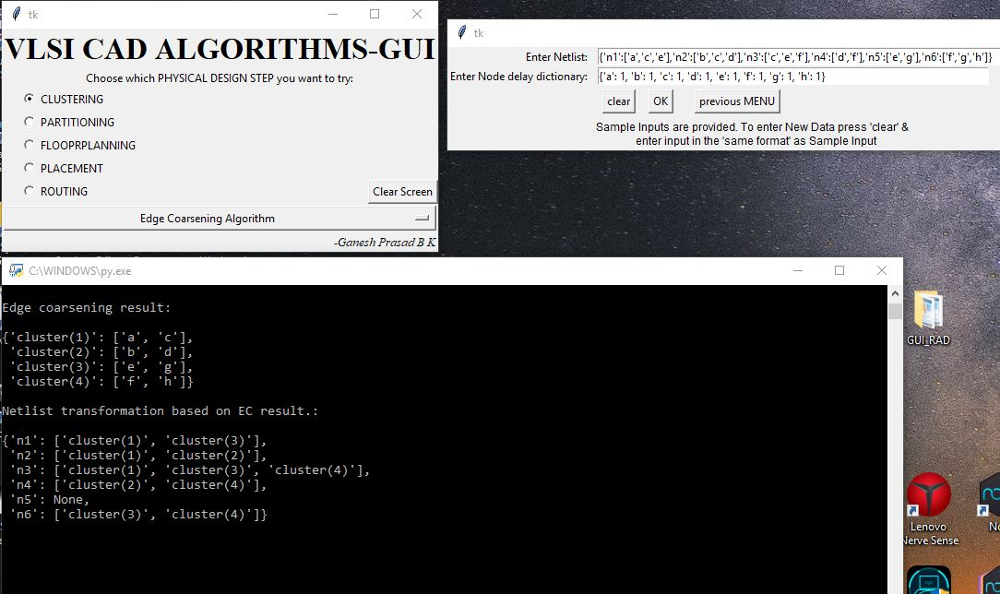 tk
VLSI CAD ALGORITHMS-GUI
Choose which PHYSICAL DESIGN STEP you want to try:
CLUSTERING
PARTITIONING
FLOOPRPLANNING
PLACEMENT
ROUTING
Clear Screen
Edge Coarsening Algorithm
-Ganesh Prasad B K
tk
Enter Netlist: {'n1':['a','c','e'],'n2':['b','c','d'],'n3':['c','e','f'],'n4':['d','f'],'n5':['e','g'],'n6':['f','g','h']}
Enter Node delay dictionary: {'a': 1, 'b': 1, 'c': 1, 'd': 1, 'e': 1, 'f': 1, 'g': 1, 'h': 1}
clear OK previous MENU
Sample Inputs are provided. To enter New Data press 'clear' &
enter input in the 'same format' as Sample Input
C:\WINDOWS\py.exe
Edge coarsening result:
{'cluster(1)': ['a', 'c'],
'cluster(2)': ['b', 'd'],
'cluster(3)': ['e', 'g'],
'cluster(4)': ['f', 'h']}
Netlist transformation based on EC result.:
{'n1': ['cluster(1)', 'cluster(3)'],
'n2': ['cluster(1)', 'cluster(2)'],
'n3': ['cluster(1)', 'cluster(3)', 'cluster(4)'],
'n4': ['cluster(2)', 'cluster(4)'],
'n5': None,
'n6': ['cluster(3)', 'cluster(4)']}
GUI_RAD
Lenovo
Nerve Sense